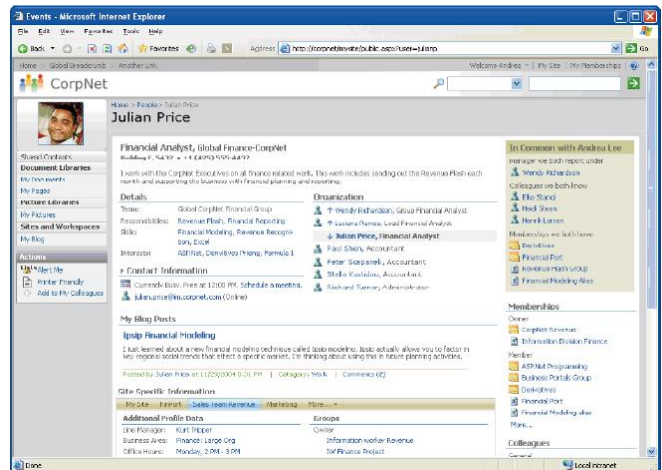 Events - Microsoft Internet Explorer
File Edit View Favorites Tools Help
Back Favorites Address http://corpnet/mysite/public.aspx?user=julianp Go
Home > Global Breadcrumb > Another Link Welcome Andrea | My Site | My Memberships
CorpNet
Home > People > Julian Price
Julian Price
Shared Contents
Document Libraries
My Documents
My Pages
Picture Libraries
My Pictures
Sites and Workspaces
My Blog
Actions
Alert Me
Printer Friendly
Add to My Colleagues
Financial Analyst, Global Finance-CorpNet
I work with the CorpNet Executives on all finance related work. This work includes sending out the Revenue Flash each
month and supporting the business with financial planning and reporting.
Details
Teams: Global CorpNet Financial Group
Responsibilities: Revenue Flash, Financial Reporting
Skills: Financial Modeling, Revenue Recogni-
tion, Excel
Interests: ASP.Net, Derivitives Pricing, Formula 1
Contact Information
Currently Busy. Free at 12:00 PM. Schedule a meeting.
julian.price@im.corpnet.com (Online)
Organization
Wendy Richardson, Group Financial Analyst
Lead Financial Analyst
Julian Price, Financial Analyst
Paul Shen, Accountant
Peter Stepanek, Accountant
Accountant
Richard Turner, Administrator
My Blog Posts
Ipsip Financial Modeling
I just learned about a new financial modeling technique called Ipsip modeling. Ipsip actually allows you to factor in
key regional social trends that effect a specific market. I'm thinking about using this in future planning activities.
Posted by Julian Price at 11/29/2004 0:01 PM | Category: Work | Comments (2)
Site Specific Information
My Site FinPort Sales Team Revenue Marketing More...
Additional Profile Data
Line Manager: Kurt Tripper
Business Area: Finance: Large Org
Office Hours: Monday, 2 PM - 3 PM
Groups
Owner
Information worker Revenue
IW Finance Project
In Common with Andrea Lee
Manager we both report under
Wendy Richardson
Colleagues we both know
Heidi Steen
Henrik Larsen
Memberships we both have
Derivitives
Financial Port
Revenue Flash Group
Financial Modeling Alias
Memberships
Owner
CorpNet Revenue
Information Division Finance
Member
ASP.Net Programming
Business Portals Group
Derivatives
Financial Port
Financial Modeling alias
More...
Colleagues
General
Done Local intranet